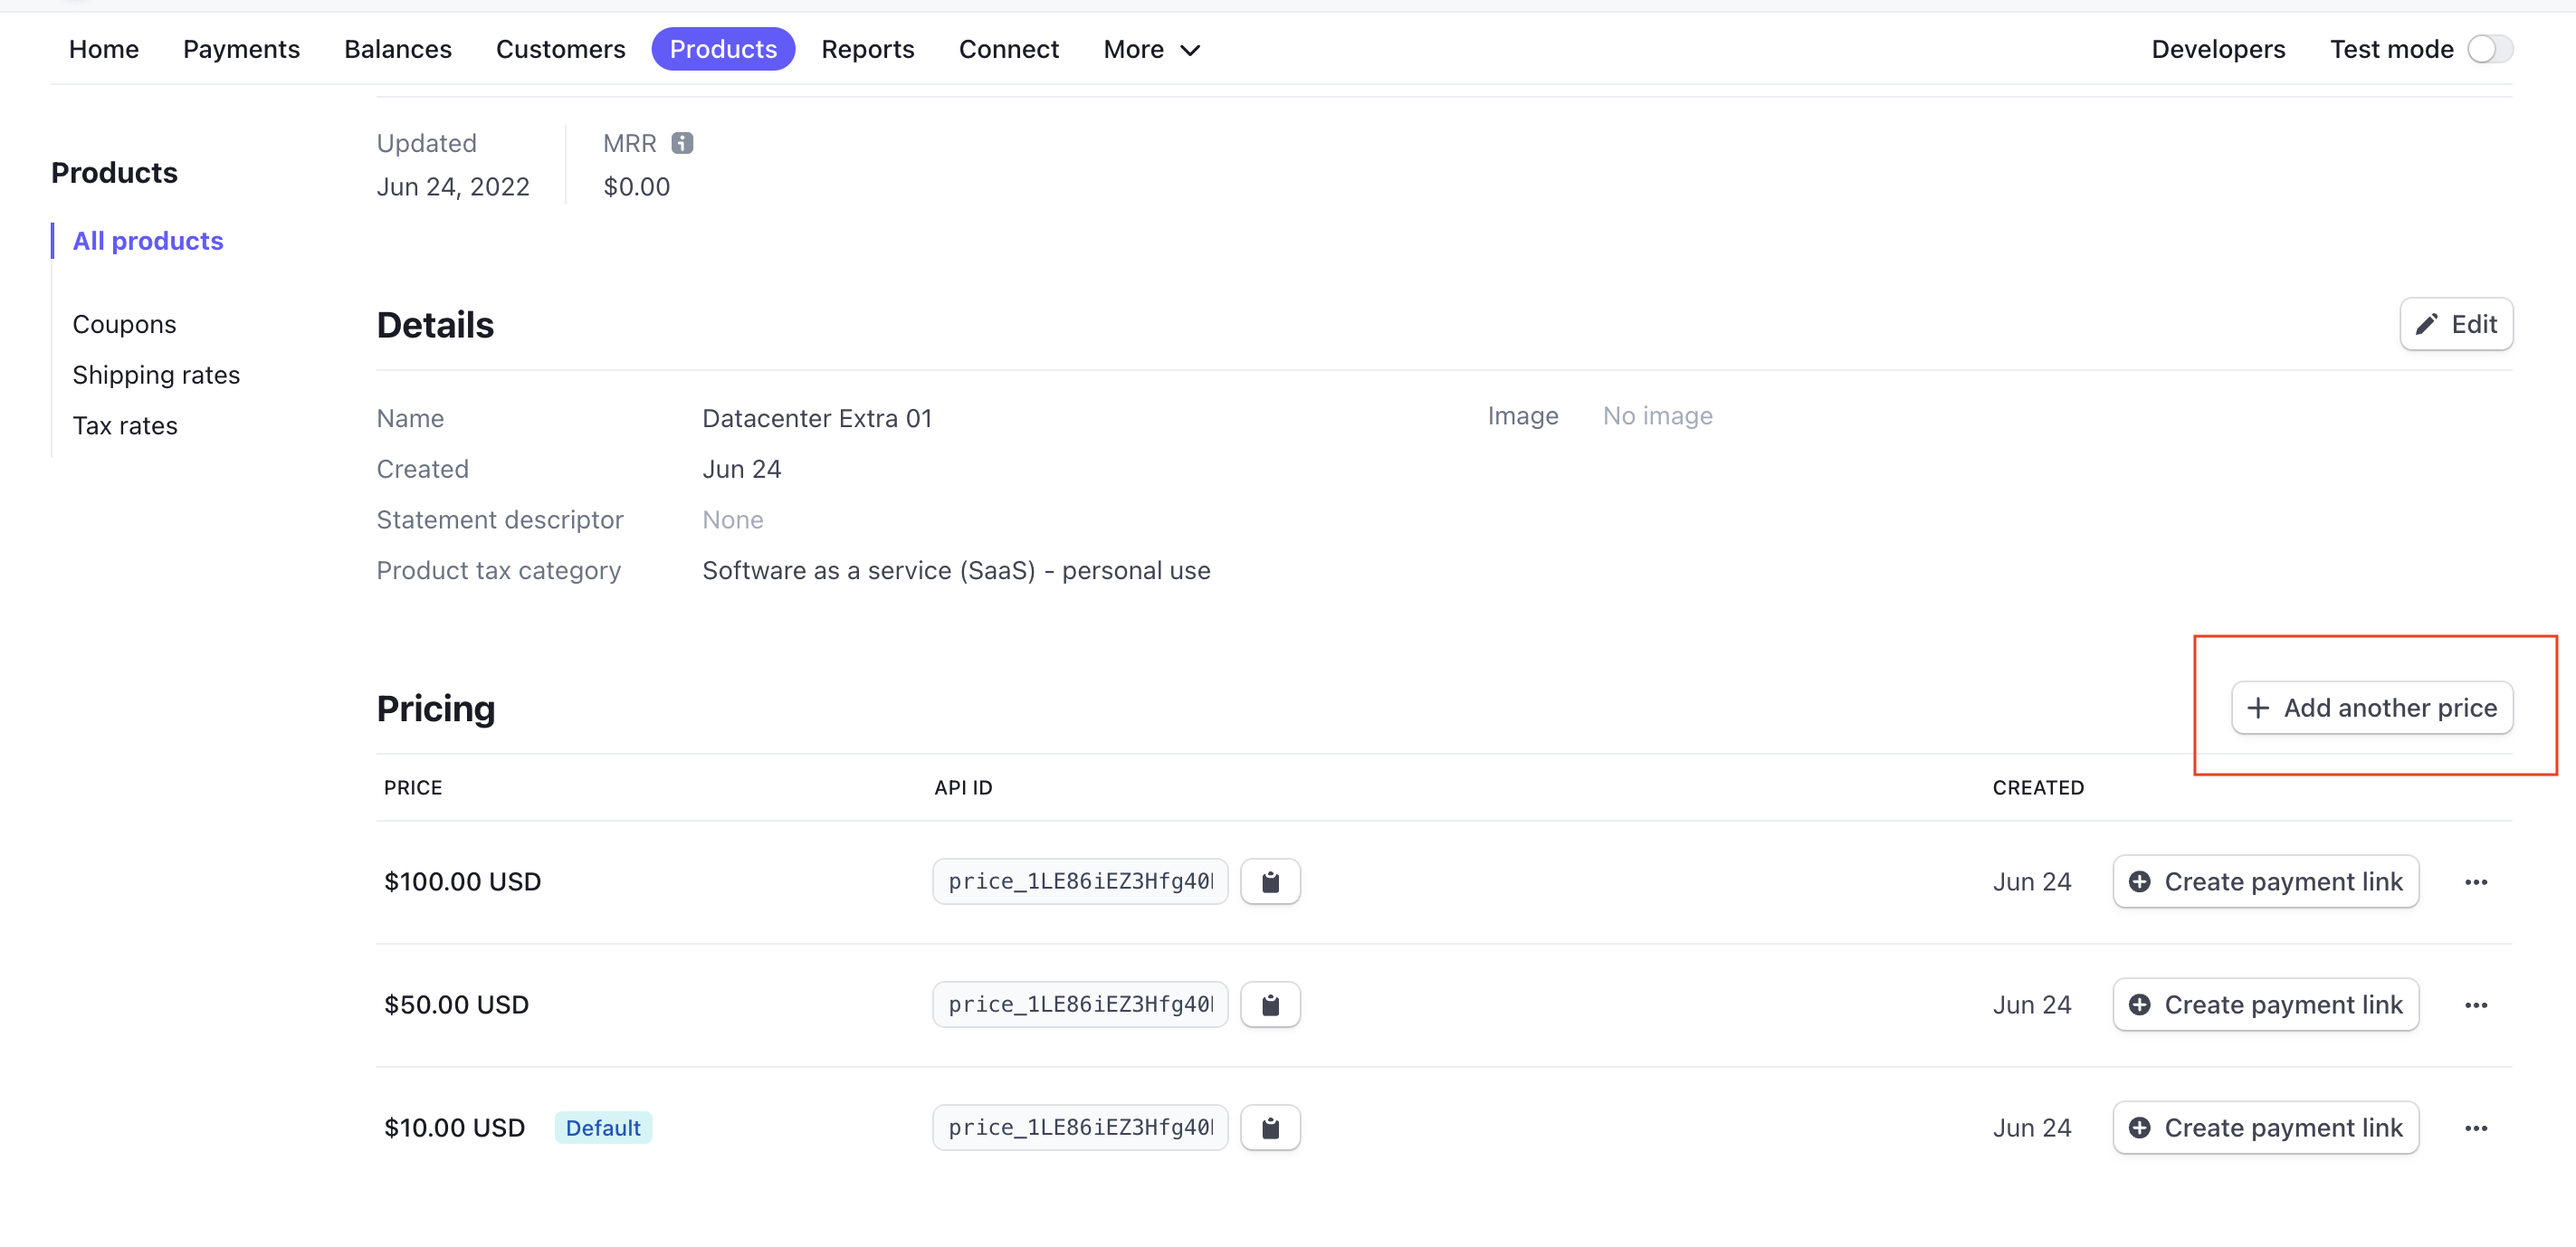 Home Payments Balances Customers Products Reports Connect More Developers Test mode
Products
All products
Coupons
Shipping rates
Tax rates
Updated MRR
Jun 24, 2022 $0.00
Details Edit
Name Datacenter Extra 01 Image No image
Created Jun 24
Statement descriptor None
Product tax category Software as a service (SaaS) - personal use
Pricing + Add another price
PRICE API ID CREATED
$100.00 USD price_1LE86iEZ3Hfg40 Jun 24 Create payment link
$50.00 USD price_1LE86iEZ3Hfg40 Jun 24 Create payment link
$10.00 USD Default price_1LE86iEZ3Hfg40 Jun 24 Create payment link